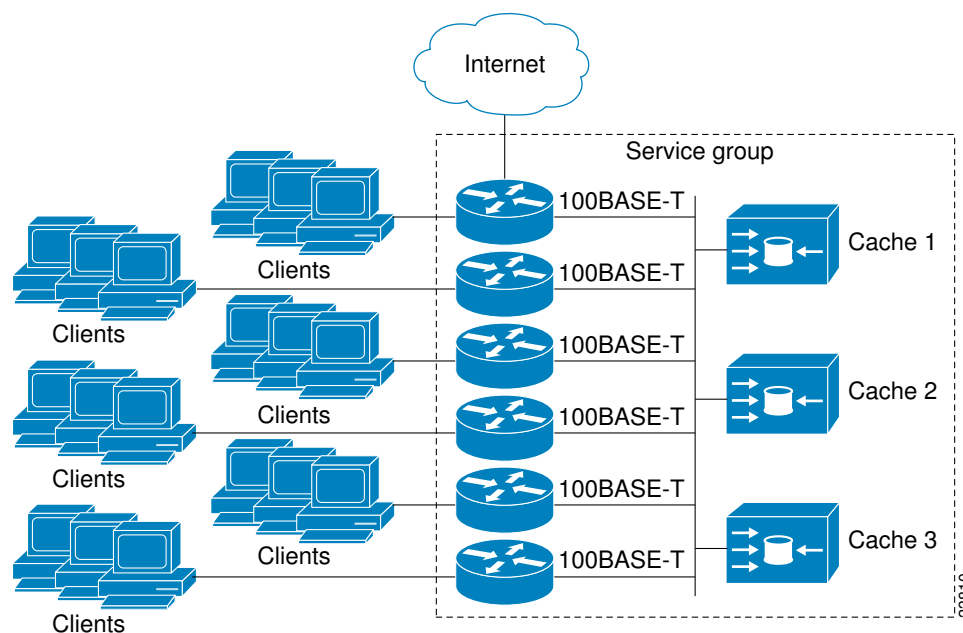 Internet
Service group
100BASE-T
Cache 1
Clients
100BASE-T
Clients
100BASE-T
Cache 2
Clients
100BASE-T
Clients
100BASE-T
Cache 3
Clients
100BASE-T
Clients